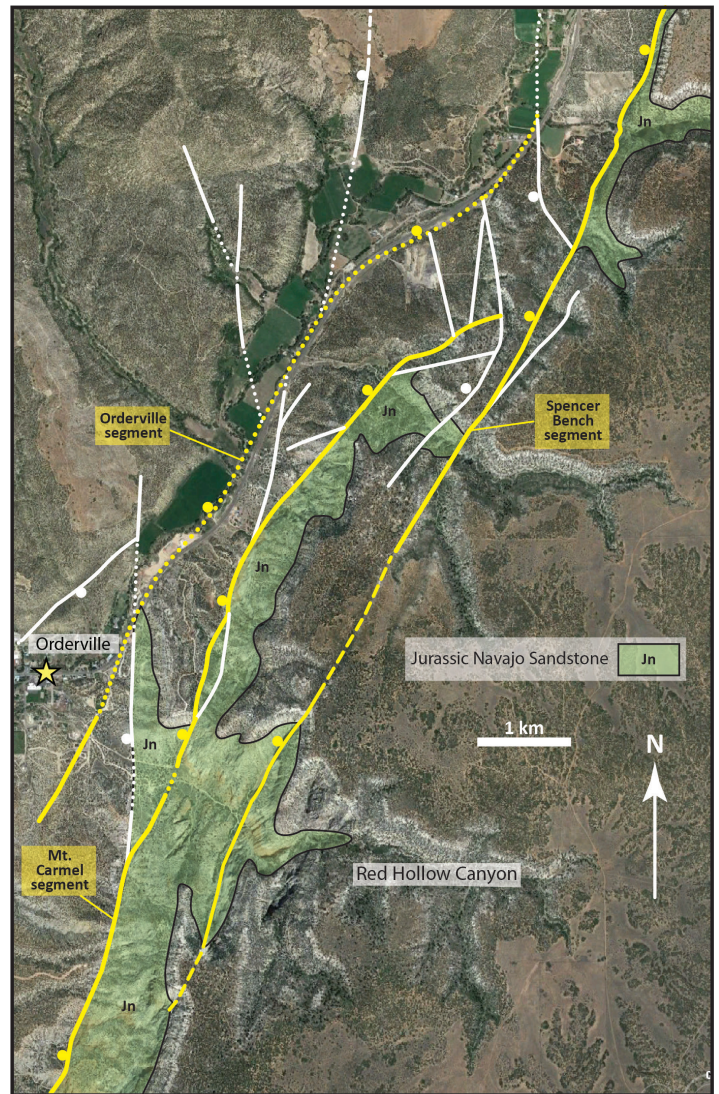 Jn
Orderville
segment
Spencer
Bench
segment
Jn
Jn
Orderville
Jurassic Navajo Sandstone
Jn
1 km
N
Jn
Mt.
Carmel
segment
Red Hollow Canyon
Jn